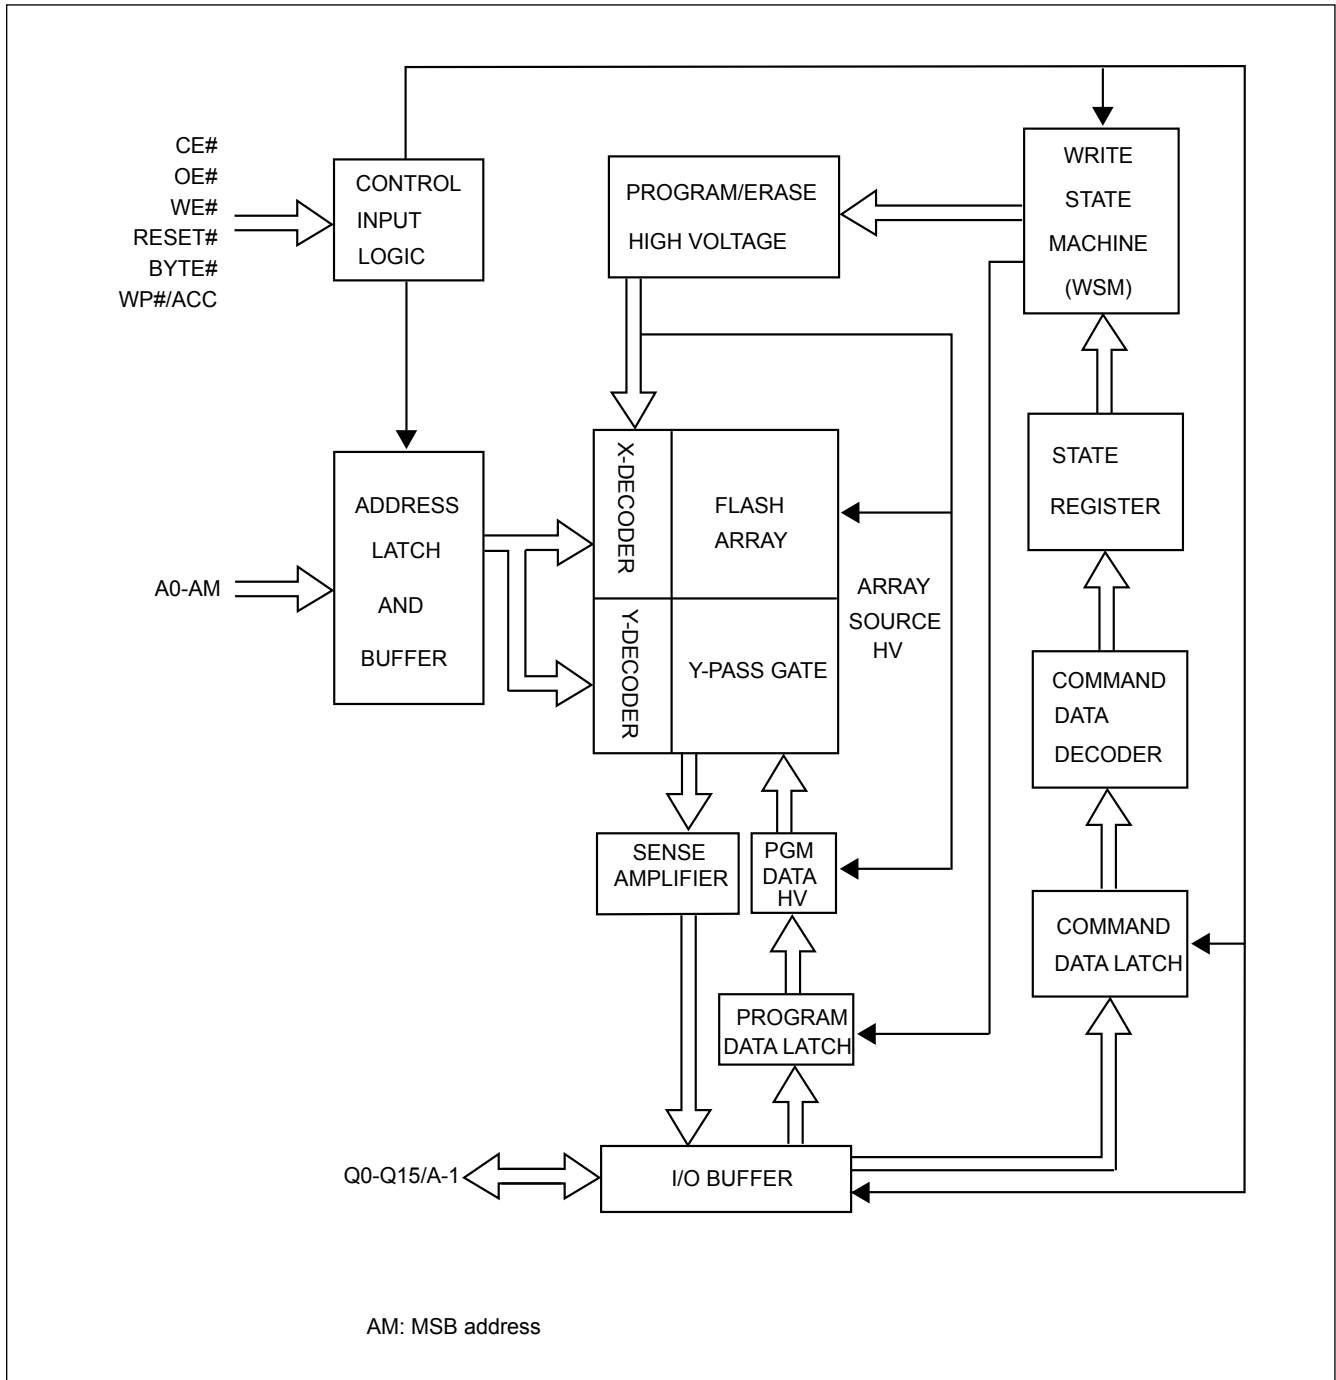 CE#
OE#
WE#
RESET#
BYTE#
WP#/ACC
CONTROL
INPUT
LOGIC
PROGRAM/ERASE
HIGH VOLTAGE
WRITE
STATE
MACHINE
(WSM)
A0-AM
ADDRESS
LATCH
AND
BUFFER
X-DECODER
FLASH
ARRAY
Y-DECODER
Y-PASS GATE
ARRAY
SOURCE
HV
STATE
REGISTER
COMMAND
DATA
DECODER
SENSE
AMPLIFIER
PGM
DATA
HV
COMMAND
DATA LATCH
PROGRAM
DATA LATCH
Q0-Q15/A-1
I/O BUFFER
AM: MSB address